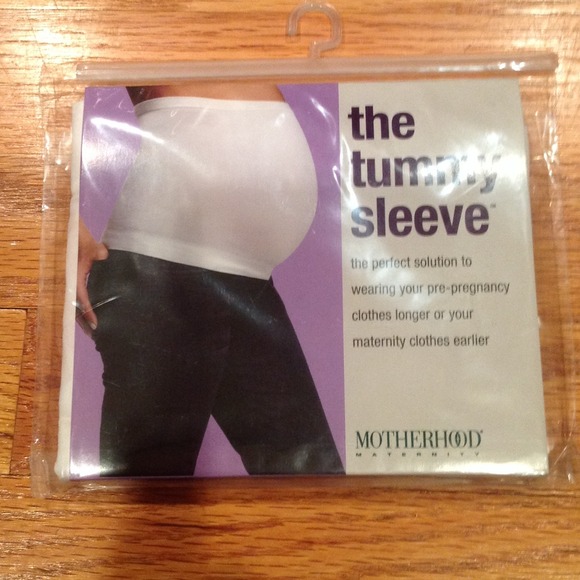 the
tummy
sleeve™
the perfect solution to
wearing your pre-pregnancy
clothes longer or your
maternity clothes earlier
MOTHERHOOD®
MATERNITY